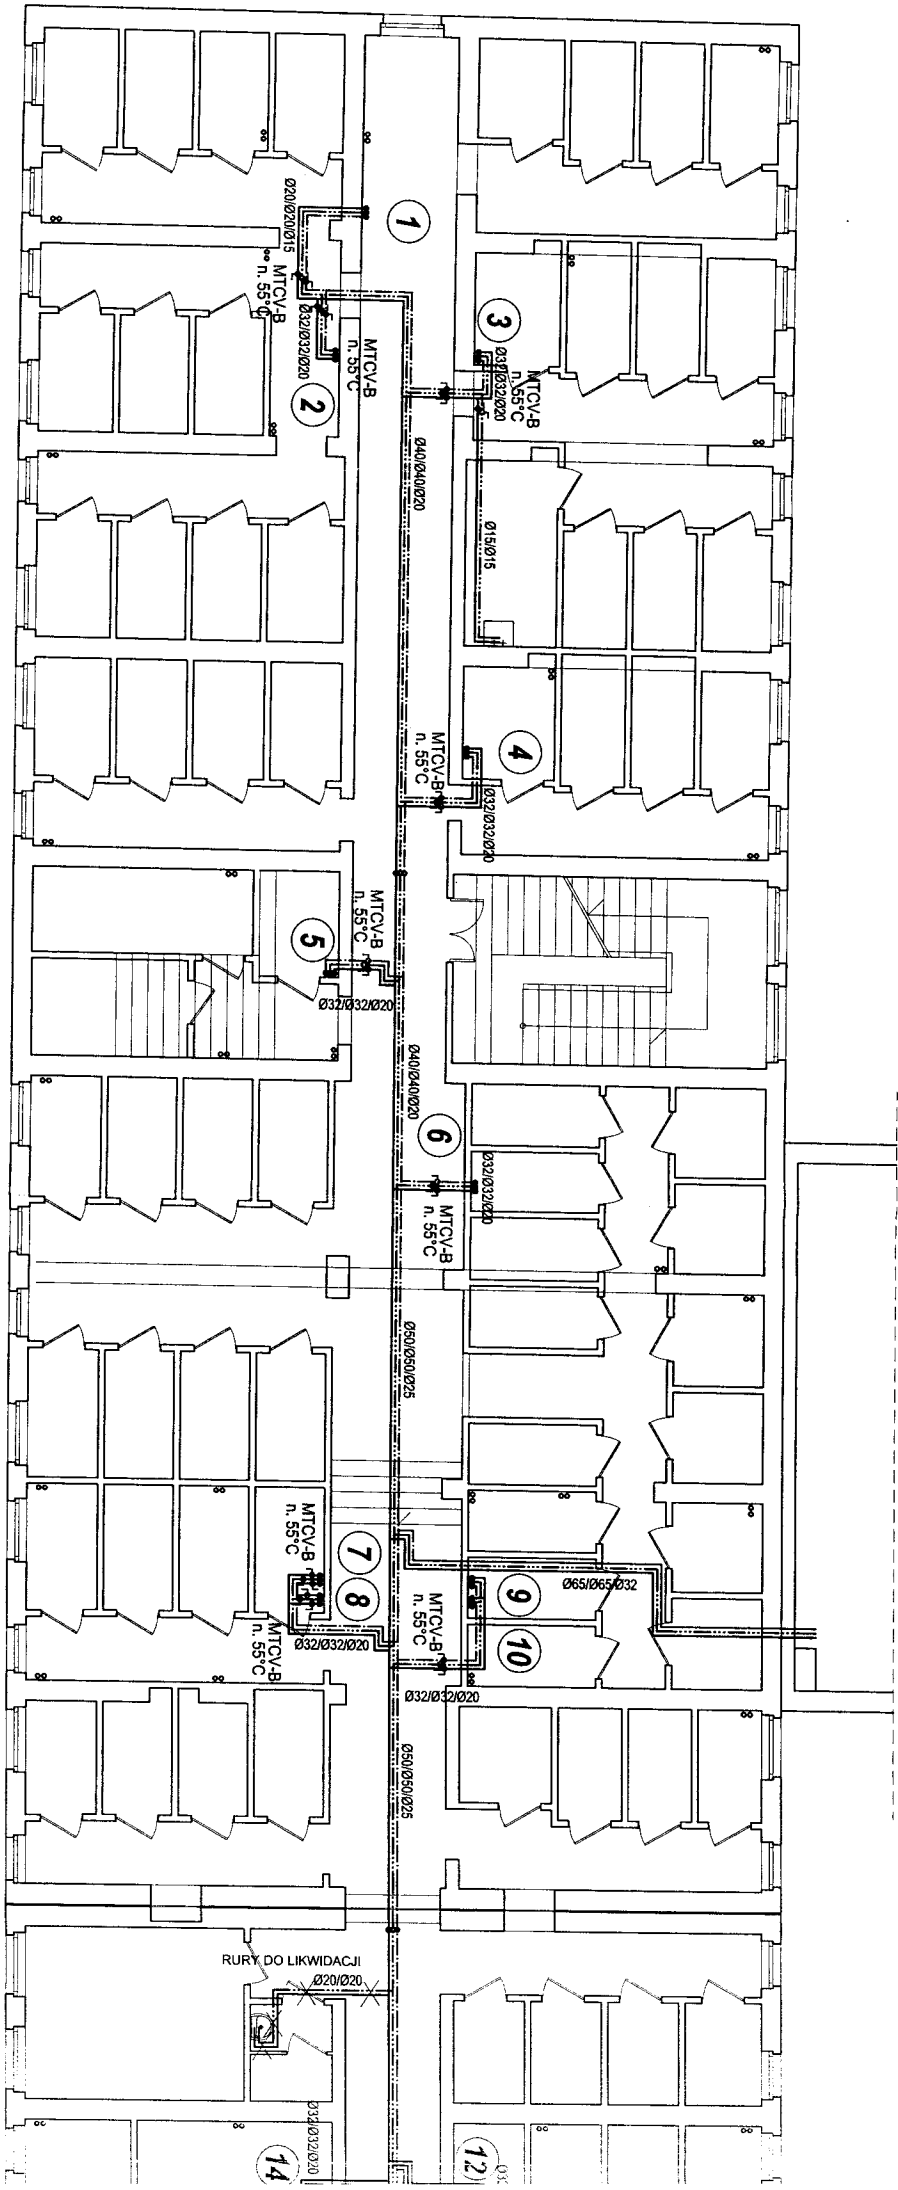 1
Ø20/Ø20/Ø15
MTCV-B
n. 55°C
Ø32/Ø32/Ø20
MTCV-B
n. 55°C
2
3
Ø32/Ø32/Ø20
MTCV-B
n. 55°C
Ø40/Ø40/Ø20
Ø15/Ø15
4
MTCV-B
n. 55°C
Ø32/Ø32/Ø20
5
MTCV-B
n. 55°C
Ø32/Ø32/Ø20
Ø40/Ø40/Ø20
6
Ø32/Ø32/Ø20
MTCV-B
n. 55°C
Ø50/Ø50/Ø25
7
8
MTCV-B
n. 55°C
MTCV-B
n. 55°C
Ø32/Ø32/Ø20
9
10
Ø65/Ø65/Ø32
MTCV-B
n. 55°C
Ø32/Ø32/Ø20
Ø50/Ø50/Ø25
RURY DO LIKWIDACJI
Ø20/Ø20
Ø32/Ø32/Ø20
14
12